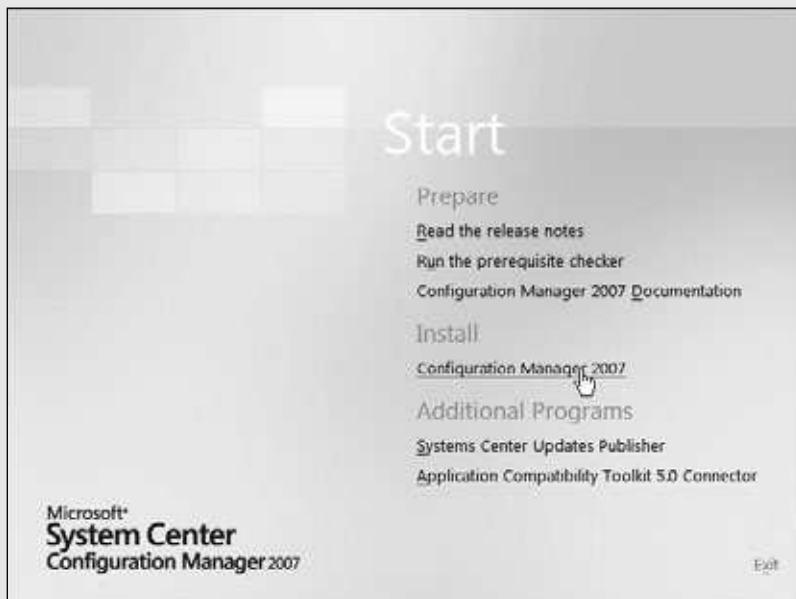 Start
Prepare
Read the release notes
Run the prerequisite checker
Configuration Manager 2007 Documentation
Install
Configuration Manager 2007
Additional Programs
Systems Center Updates Publisher
Application Compatibility Toolkit 5.0 Connector
Microsoft®
System Center
Configuration Manager 2007
Exit